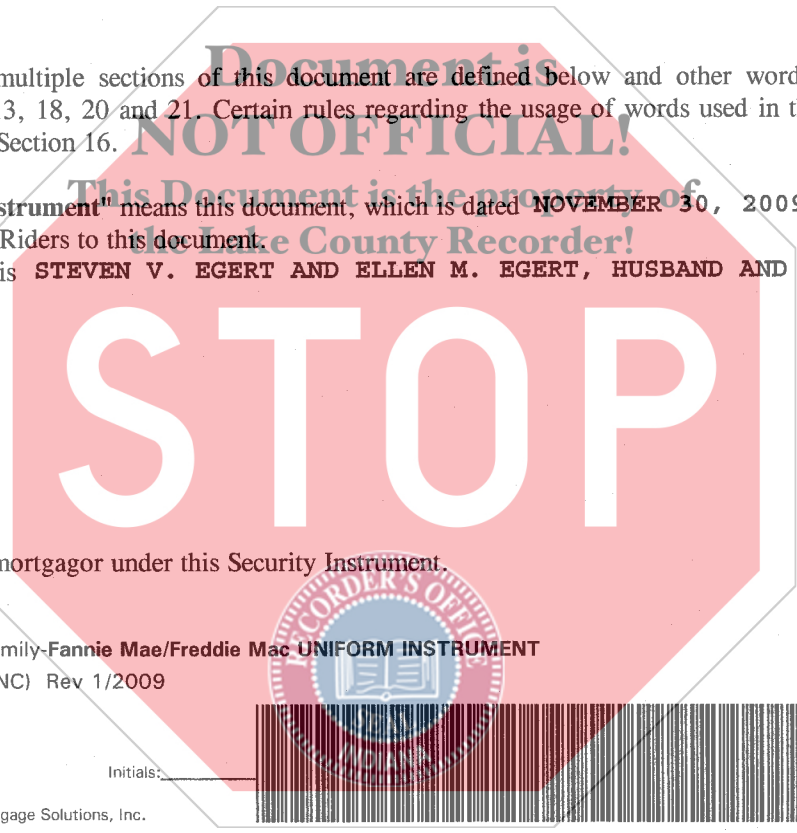 Document is
multiple sections of this document are defined below and other word
3, 18, 20 and 21. Certain rules regarding the usage of words used in t
NOT OFFICIAL!
Section 16.
This Document is the property of
strument" means this document, which is dated NOVEMBER 30, 2009
Riders to this document.
the Lake County Recorder!
is STEVEN V. EGERT AND ELLEN M. EGERT, HUSBAND AND
STOP
mortgagor under this Security Instrument.
RECORDER'S OFFICE
SEAL
INDIANA
mily-Fannie Mae/Freddie Mac UNIFORM INSTRUMENT
NC) Rev 1/2009
Initials:
gage Solutions, Inc.